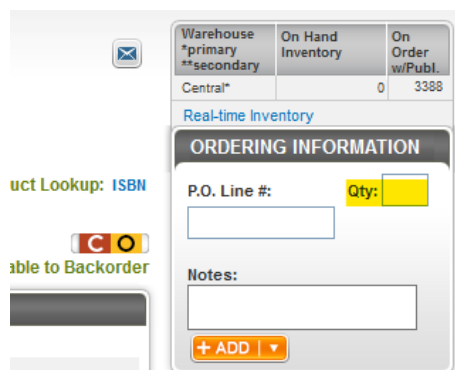 Warehouse
*primary
**secondary
On Hand
Inventory
On
Order
w/Publ.
Central* 0 3388
Real-time Inventory
ORDERING INFORMATION
uct Lookup: ISBN
P.O. Line #: Qty:
C O
able to Backorder
Notes:
+ ADD